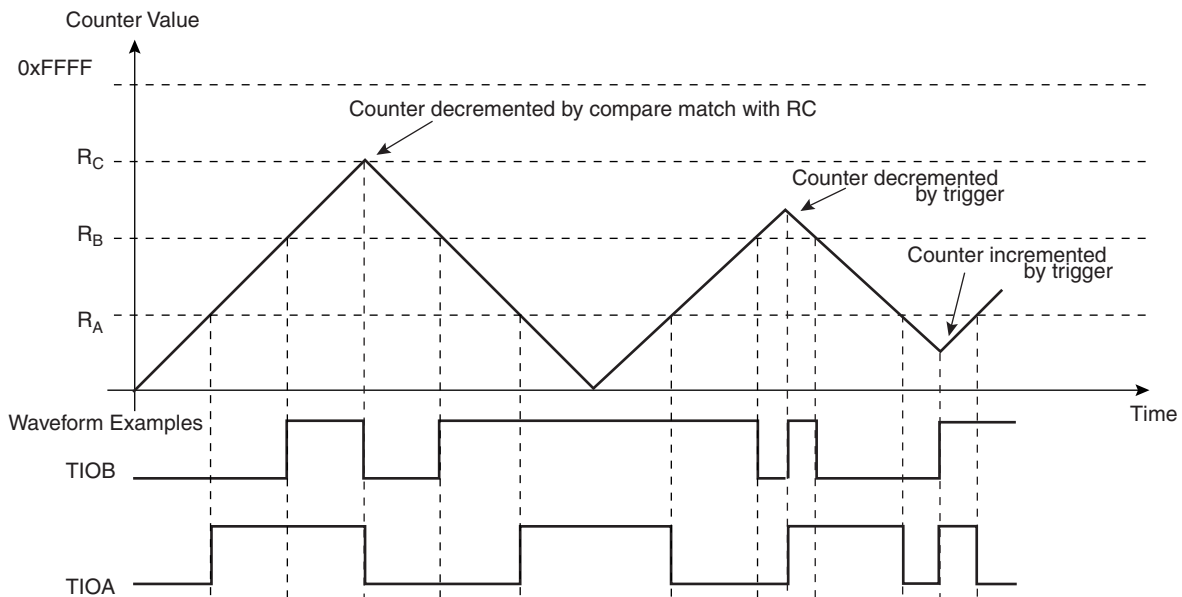 Counter Value
0xFFFF
Counter decremented by compare match with RC
RC
Counter decremented
by trigger
RB
Counter incremented
by trigger
RA
Time
Waveform Examples
TIOB
TIOA